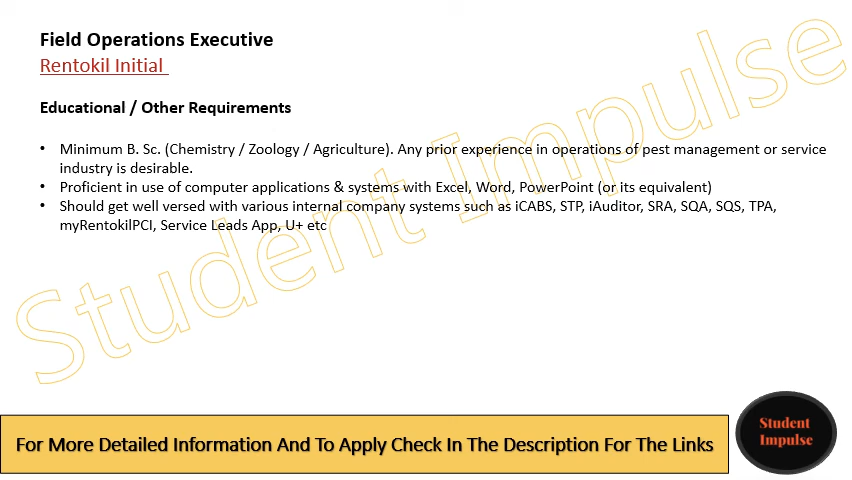 Field Operations Executive
Rentokil Initial
Educational / Other Requirements
• Minimum B. Sc. (Chemistry / Zoology / Agriculture). Any prior experience in operations of pest management or service
industry is desirable.
• Proficient in use of computer applications & systems with Excel, Word, PowerPoint (or its equivalent)
• Should get well versed with various internal company systems such as iCABS, STP, iAuditor, SRA, SQA, SQS, TPA,
myRentokilPCI, Service Leads App, U+ etc
Student Impulse
For More Detailed Information And To Apply Check In The Description For The Links
Student
Impulse